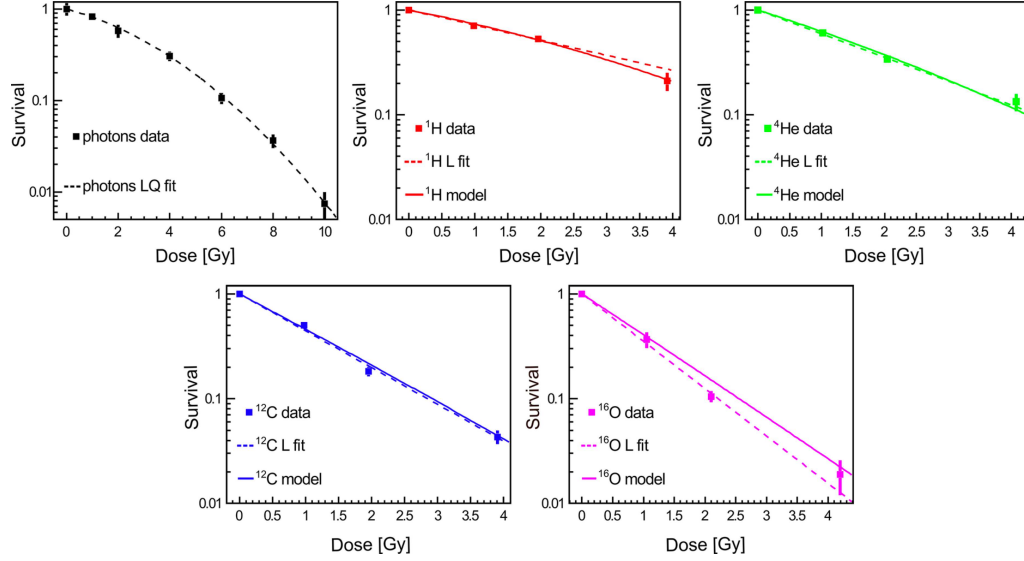 Survival
1
0.1
0.01
photons data
photons LQ fit
0 2 4 6 8 10
Dose [Gy]
Survival
1
0.1
0.01
¹H data
¹H L fit
¹H model
0 0.5 1 1.5 2 2.5 3 3.5 4
Dose [Gy]
Survival
1
0.1
0.01
⁴He data
⁴He L fit
⁴He model
0 0.5 1 1.5 2 2.5 3 3.5 4
Dose [Gy]
Survival
1
0.1
0.01
¹²C data
¹²C L fit
¹²C model
0 0.5 1 1.5 2 2.5 3 3.5 4
Dose [Gy]
Survival
1
0.1
0.01
¹⁶O data
¹⁶O L fit
¹⁶O model
0 0.5 1 1.5 2 2.5 3 3.5 4
Dose [Gy]